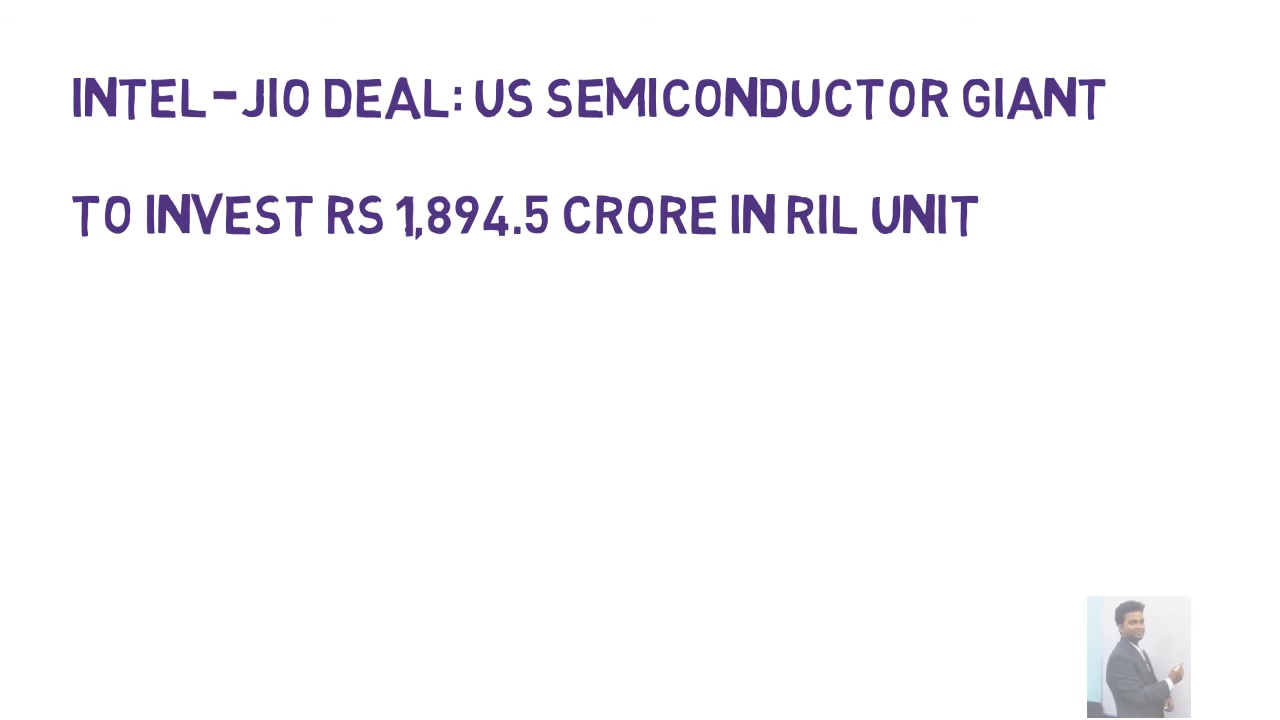 INTEL-JIO DEAL: US SEMICONDUCTOR GIANT
TO INVEST RS 1,894.5 CRORE IN RIL UNIT